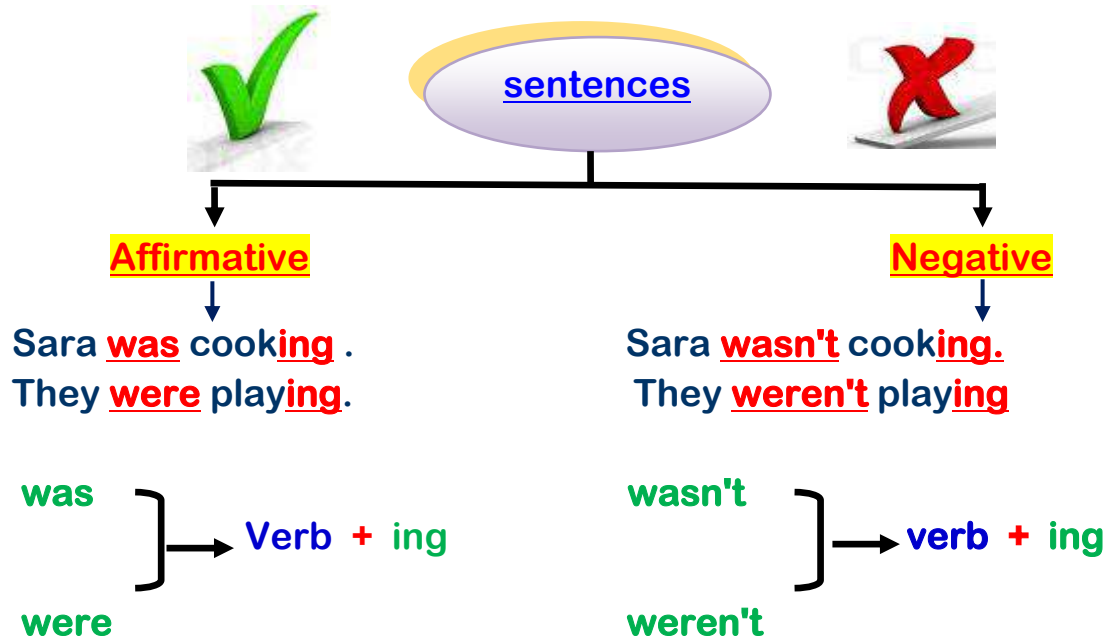 sentences
Affirmative
Negative
Sara was cooking .
They were playing.
Sara wasn't cooking.
They weren't playing
was
Verb + ing
were
wasn't
verb + ing
weren't